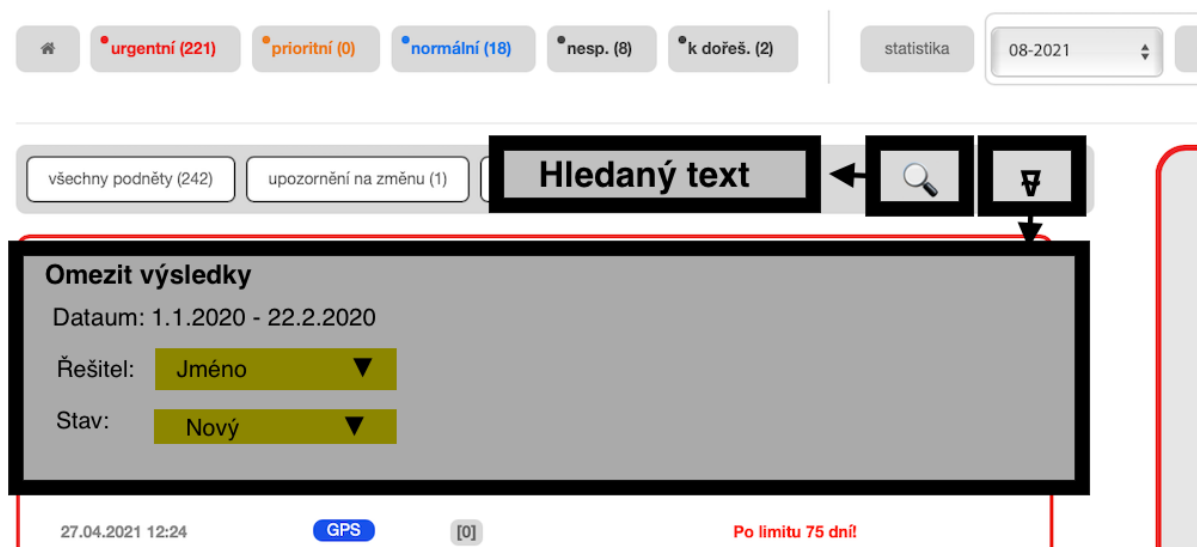 urgentní (221) prioritní (0) normální (18) nesp. (8) k dořeš. (2) statistika 08-2021
všechny podněty (242) upozornění na změnu (1) Hledaný text
Omezit výsledky
Dataum: 1.1.2020 - 22.2.2020
Řešitel: Jméno
Stav: Nový
27.04.2021 12:24 GPS [0] Po limitu 75 dní!